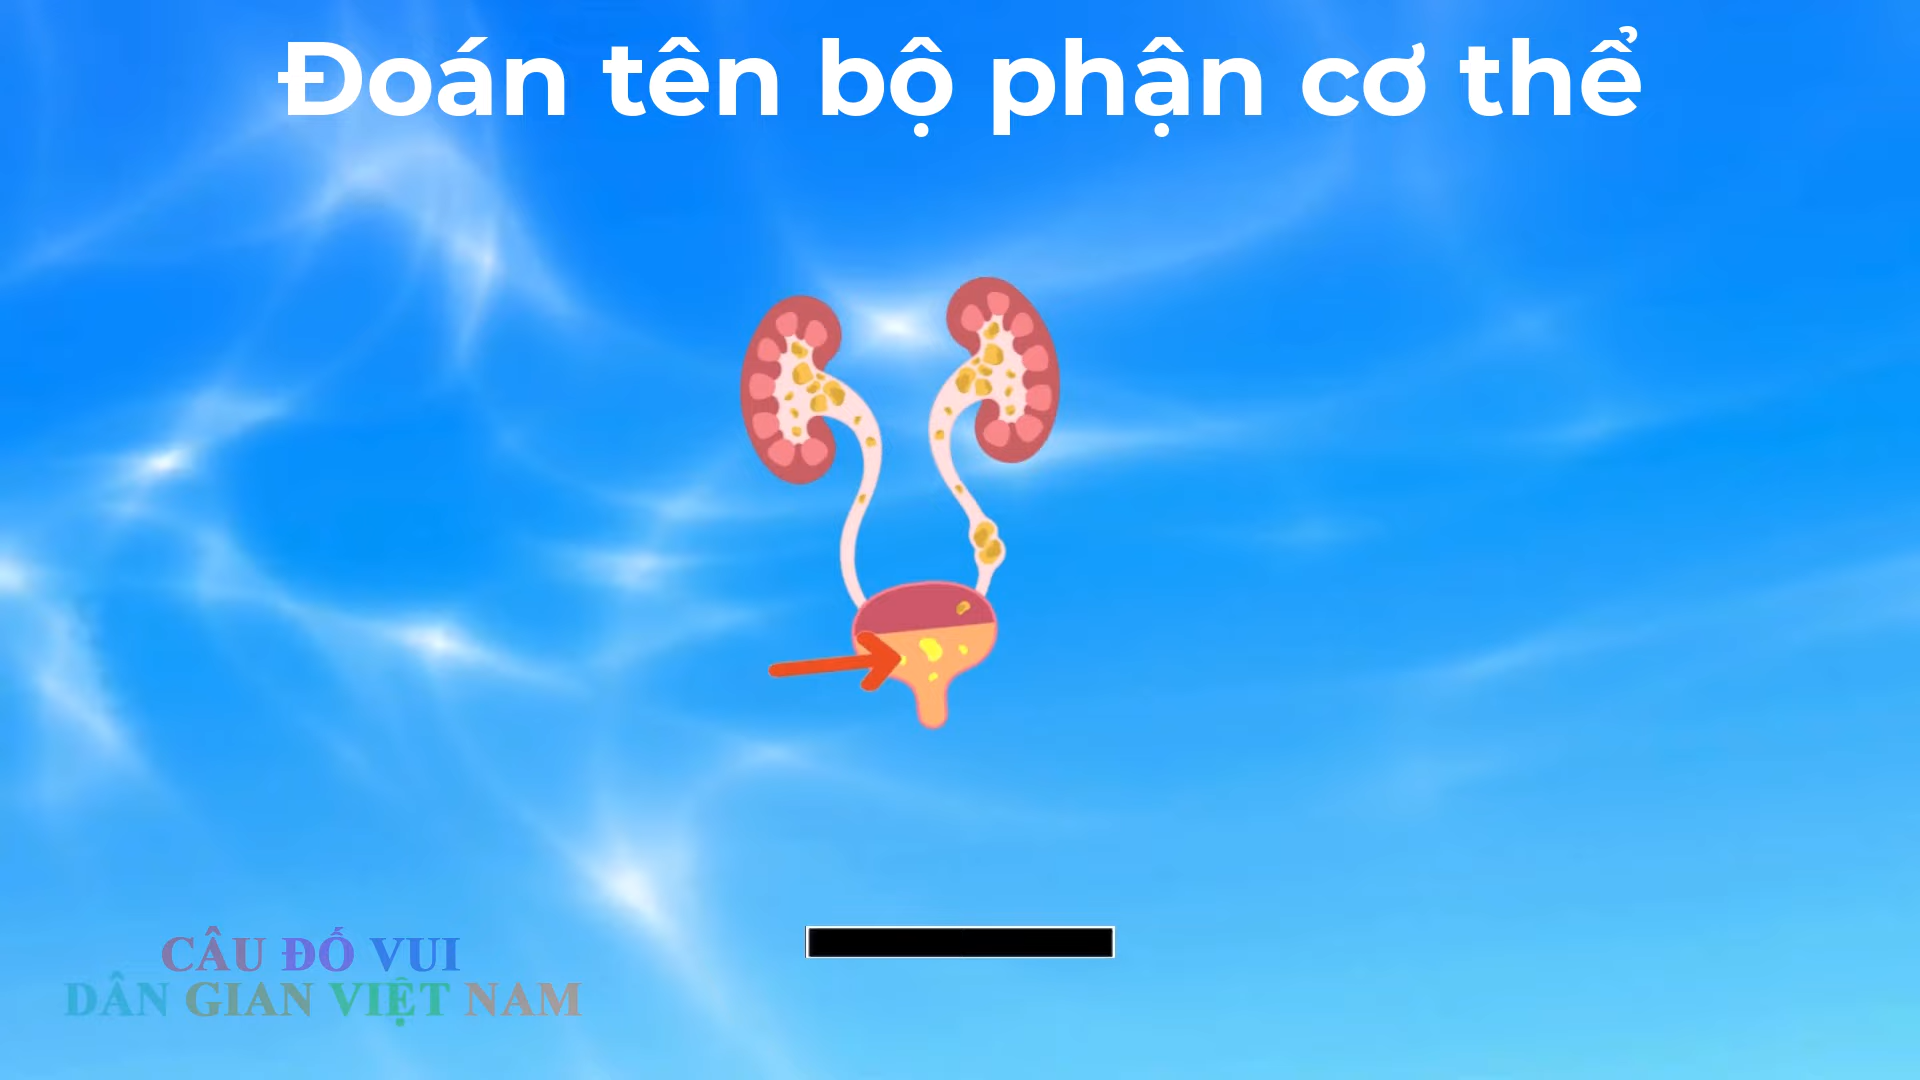 Đoán tên bộ phận cơ thể
CÂU ĐỐ VUI
DÂN GIAN VIỆT NAM